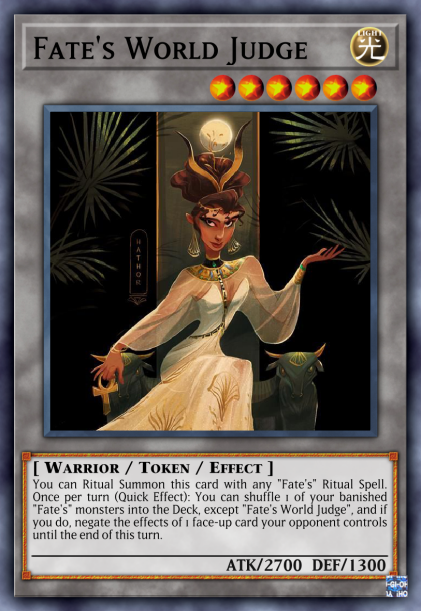 FATE'S WORLD JUDGE
LIGHT
光
HATHOR
[ WARRIOR / TOKEN / EFFECT ]
You can Ritual Summon this card with any "Fate's" Ritual Spell.
Once per turn (Quick Effect): You can shuffle 1 of your banished
"Fate's" monsters into the Deck, except "Fate's World Judge", and if
you do, negate the effects of 1 face-up card your opponent controls
until the end of this turn.
ATK/2700 DEF/1300